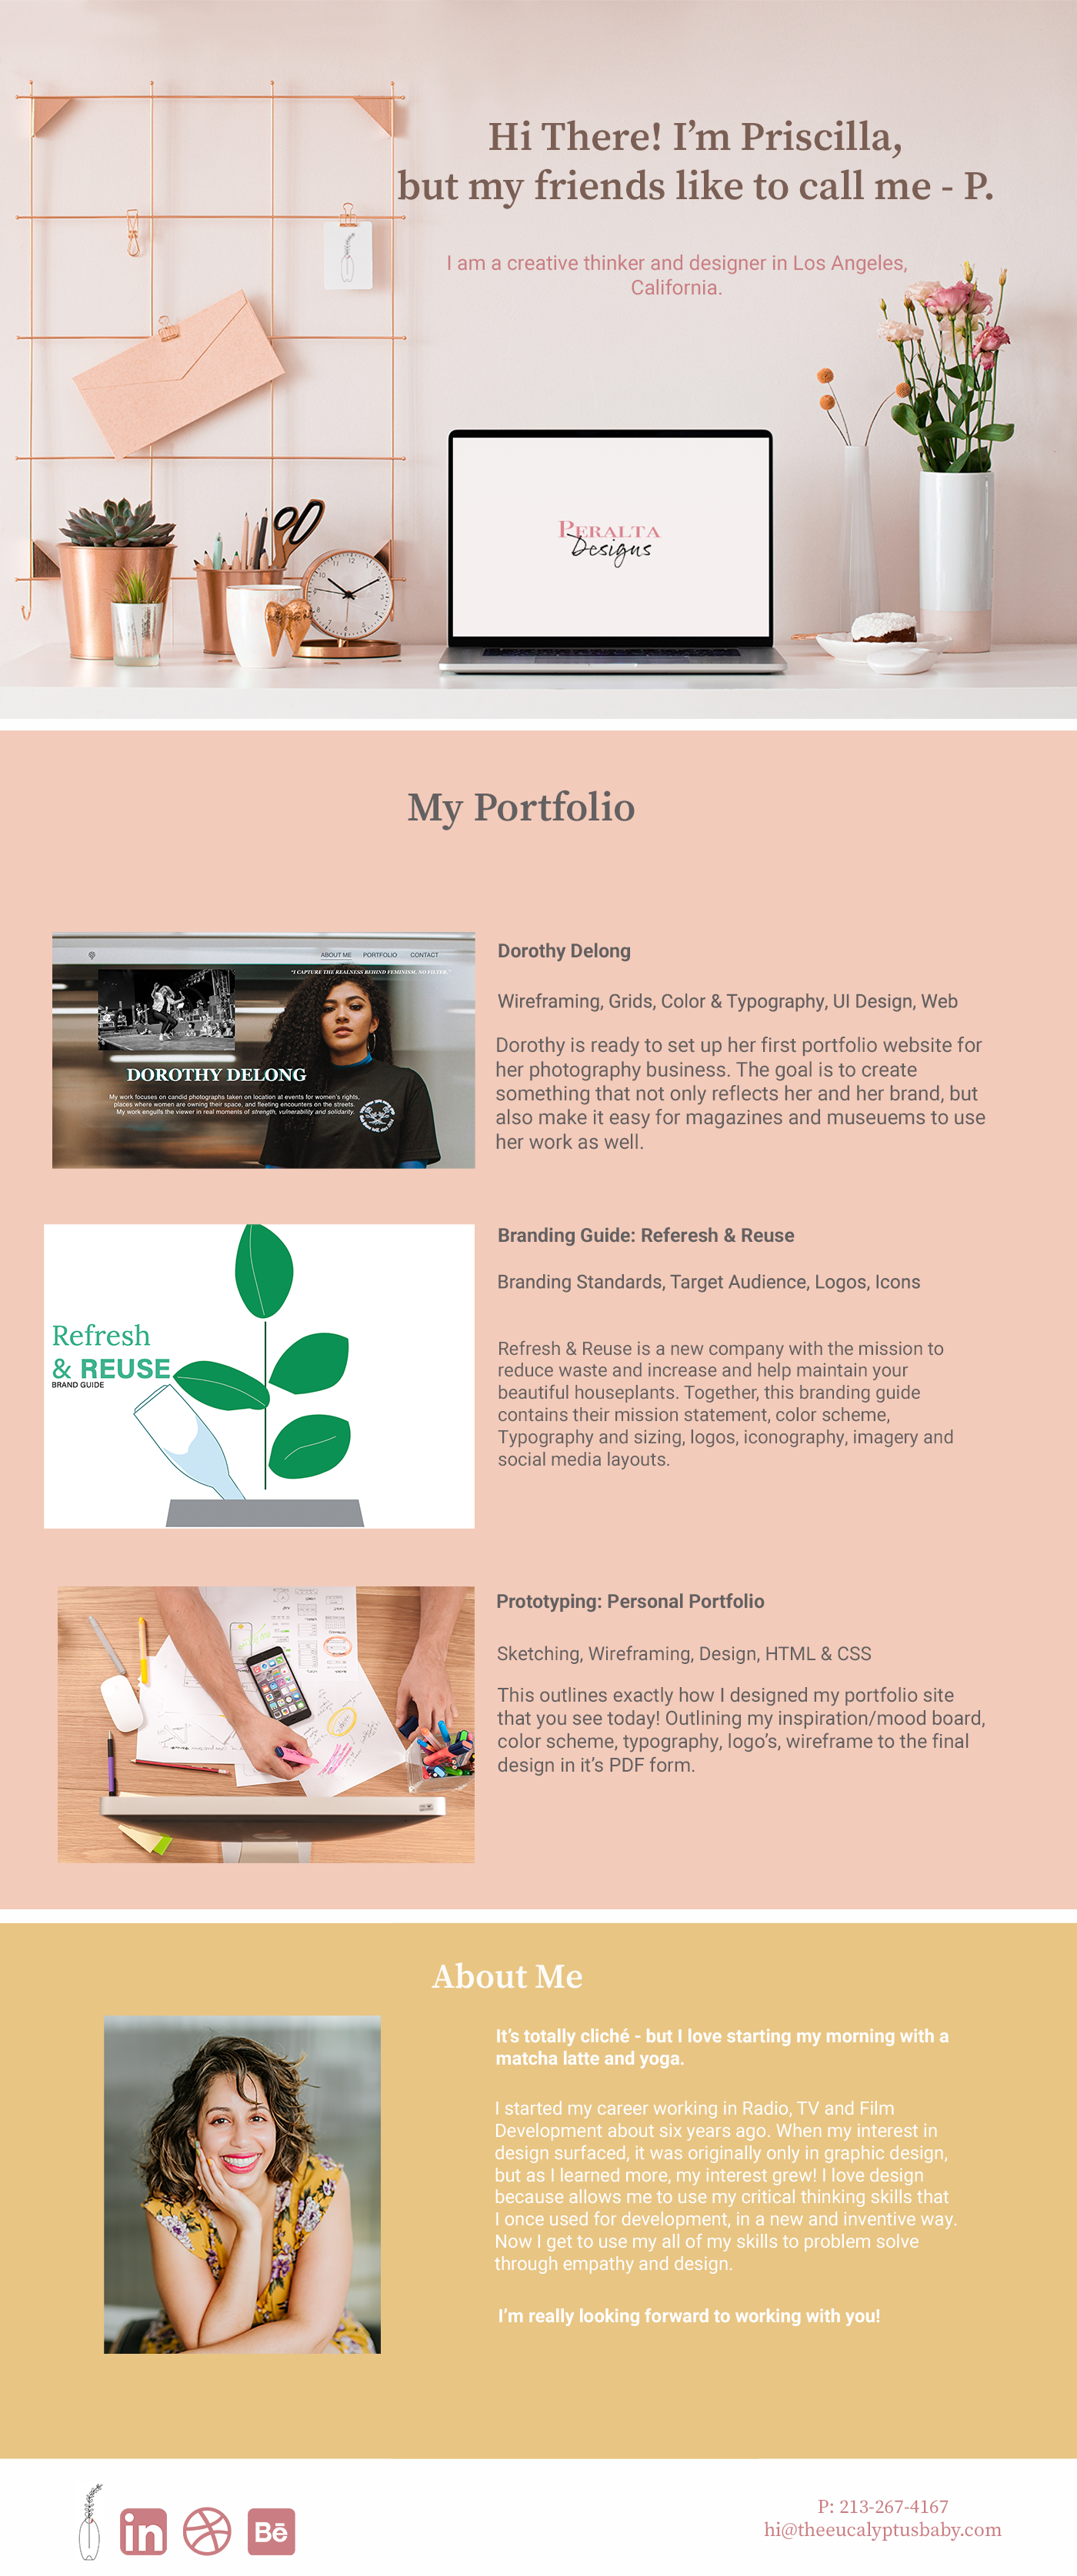 Hi There! I’m Priscilla,
but my friends like to call me - P.
I am a creative thinker and designer in Los Angeles,
California.
PERALTA
Designs
My Portfolio
ABOUT ME PORTFOLIO CONTACT
"I CAPTURE THE REALNESS BEHIND FEMINISM, NO FILTER."
DOROTHY DELONG
My work focuses on candid photographs taken on location at events for women's rights,
places where women are owning their space, and fleeting encounters on the streets.
My work engulfs the viewer in real moments of strength, vulnerability and solidarity.
Dorothy Delong
Wireframing, Grids, Color & Typography, UI Design, Web
Dorothy is ready to set up her first portfolio website for
her photography business. The goal is to create
something that not only reflects her and her brand, but
also make it easy for magazines and museuems to use
her work as well.
Refresh
& REUSE
BRAND GUIDE
Branding Guide: Referesh & Reuse
Branding Standards, Target Audience, Logos, Icons
Refresh & Reuse is a new company with the mission to
reduce waste and increase and help maintain your
beautiful houseplants. Together, this branding guide
contains their mission statement, color scheme,
Typography and sizing, logos, iconography, imagery and
social media layouts.
Prototyping: Personal Portfolio
Sketching, Wireframing, Design, HTML & CSS
This outlines exactly how I designed my portfolio site
that you see today! Outlining my inspiration/mood board,
color scheme, typography, logo’s, wireframe to the final
design in it’s PDF form.
About Me
It’s totally cliché - but I love starting my morning with a
matcha latte and yoga.
I started my career working in Radio, TV and Film
Development about six years ago. When my interest in
design surfaced, it was originally only in graphic design,
but as I learned more, my interest grew! I love design
because allows me to use my critical thinking skills that
I once used for development, in a new and inventive way.
Now I get to use my all of my skills to problem solve
through empathy and design.
I’m really looking forward to working with you!
in
Bē
P: 213-267-4167
hi@theeucalyptusbaby.com